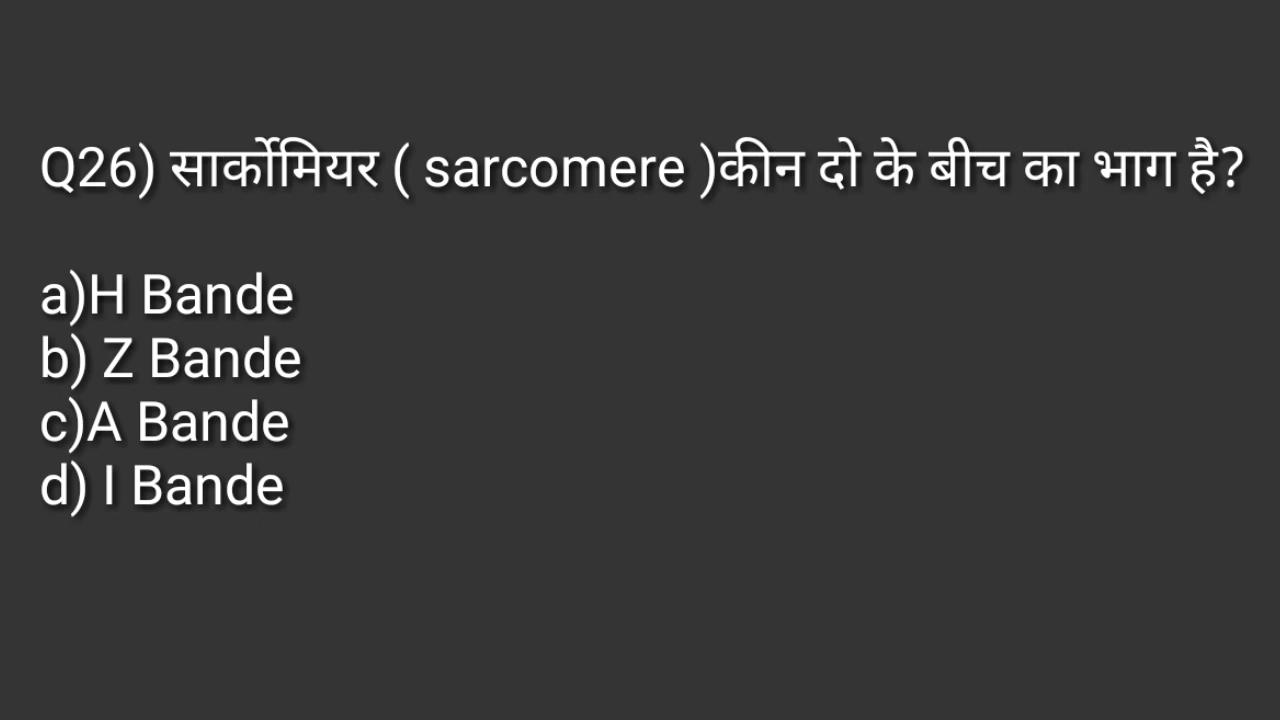 Q26) सार्कोमियर ( sarcomere )कीन दो के बीच का भाग है?
a)H Bande
b) Z Bande
c)A Bande
d) I Bande